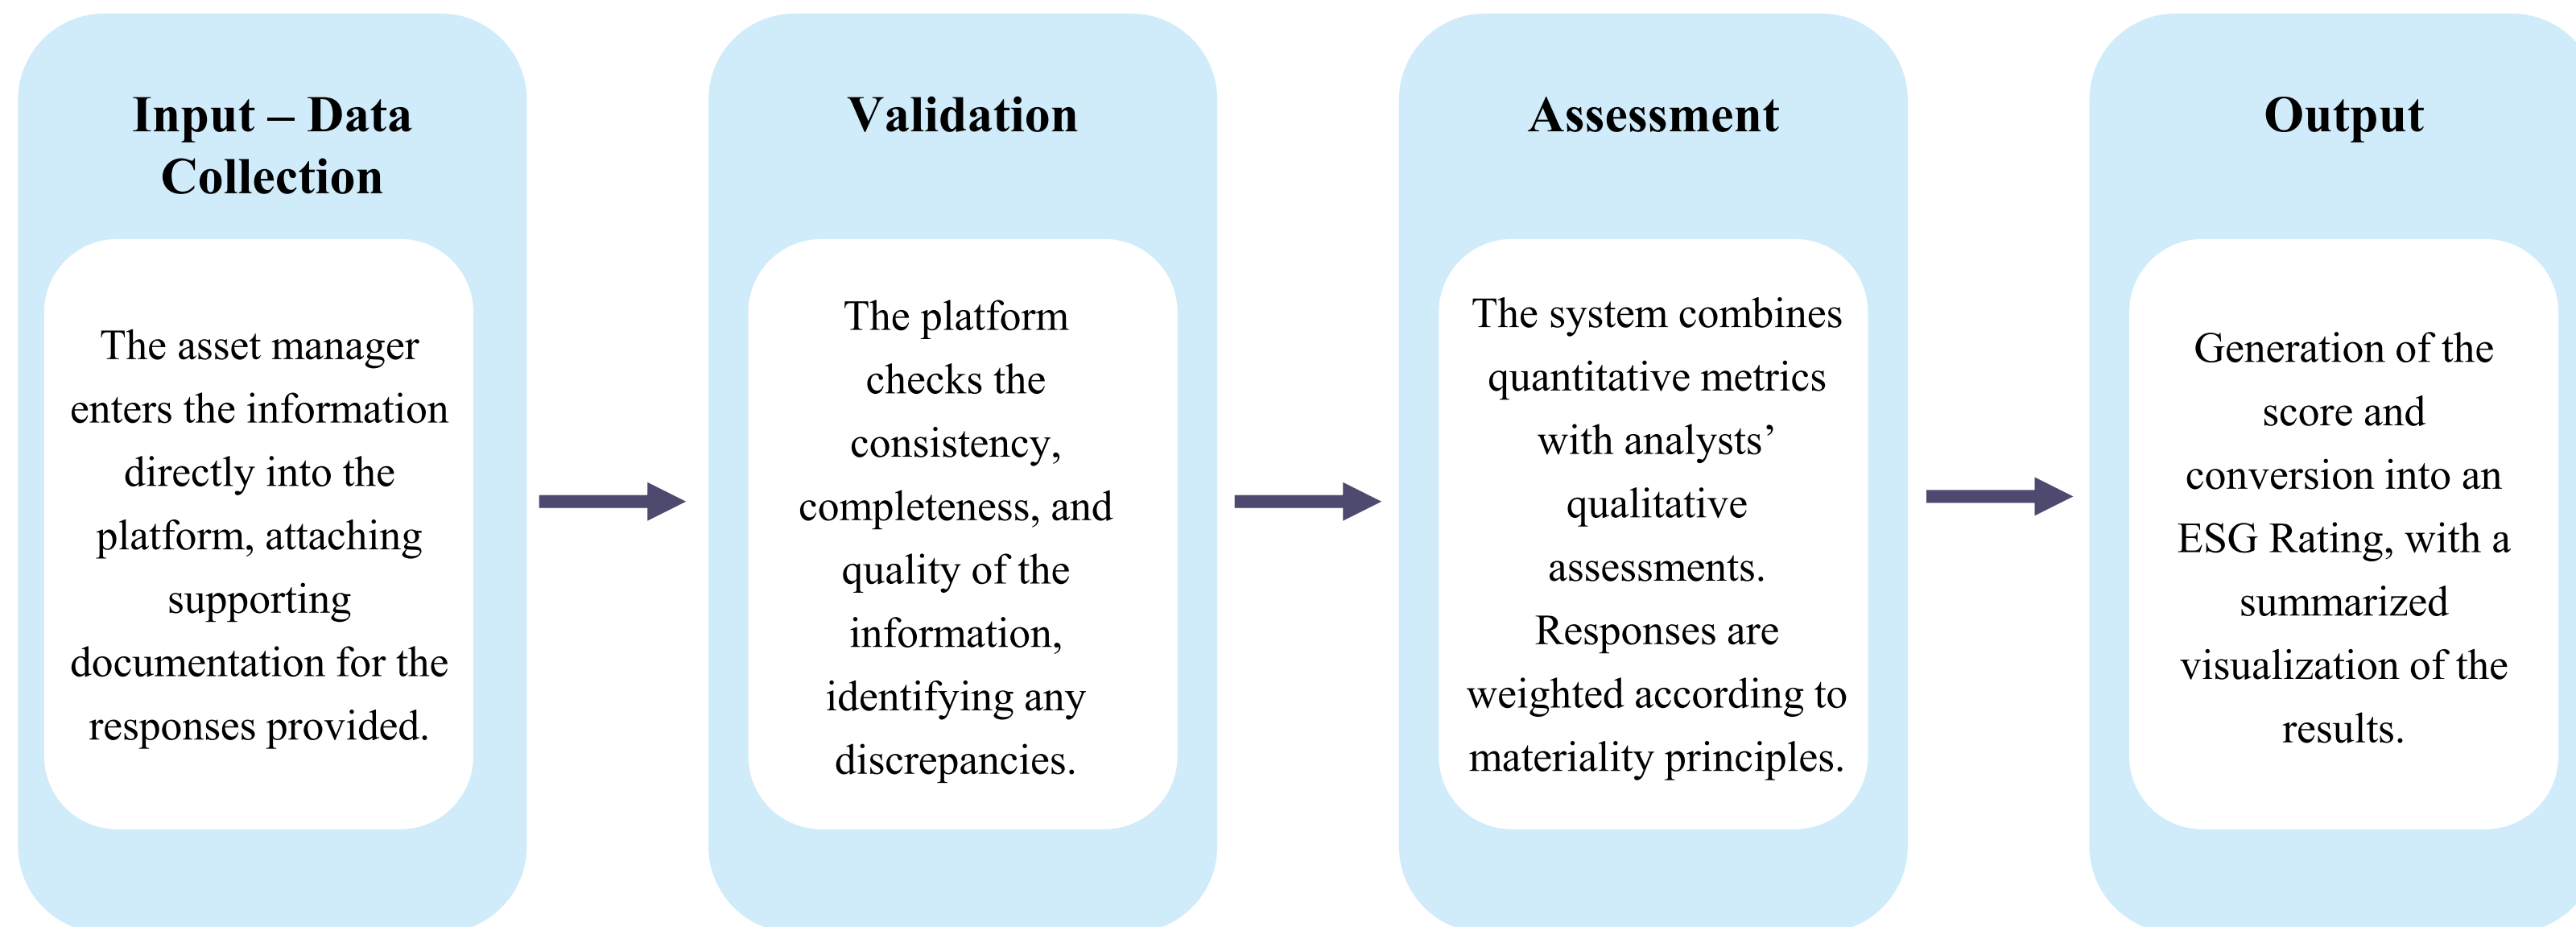 Input – Data
Collection
The asset manager
enters the information
directly into the
platform, attaching
supporting
documentation for the
responses provided.
Validation
The platform
checks the
consistency,
completeness, and
quality of the
information,
identifying any
discrepancies.
Assessment
The system combines
quantitative metrics
with analysts’
qualitative
assessments.
Responses are
weighted according to
materiality principles.
Output
Generation of the
score and
conversion into an
ESG Rating, with a
summarized
visualization of the
results.